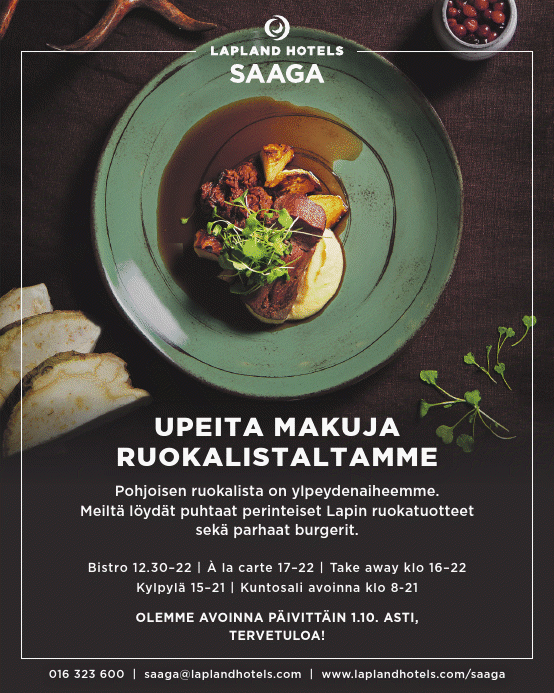 LAPLAND HOTELS
SAAGA
UPEITA MAKUJA
RUOKALISTALTAMME
Pohjoisen ruokalista on ylpeydenaiheemme.
Meiltä löydät puhtaat perinteiset Lapin ruokatuotteet
sekä parhaat burgerit.
Bistro 12.30–22 | À la carte 17–22 | Take away klo 16–22
Kylpylä 15–21 | Kuntosali avoinna klo 8-21
OLEMME AVOINNA PÄIVITTÄIN 1.10. ASTI,
TERVETULOA!
016 323 600 | saaga@laplandhotels.com | www.laplandhotels.com/saaga